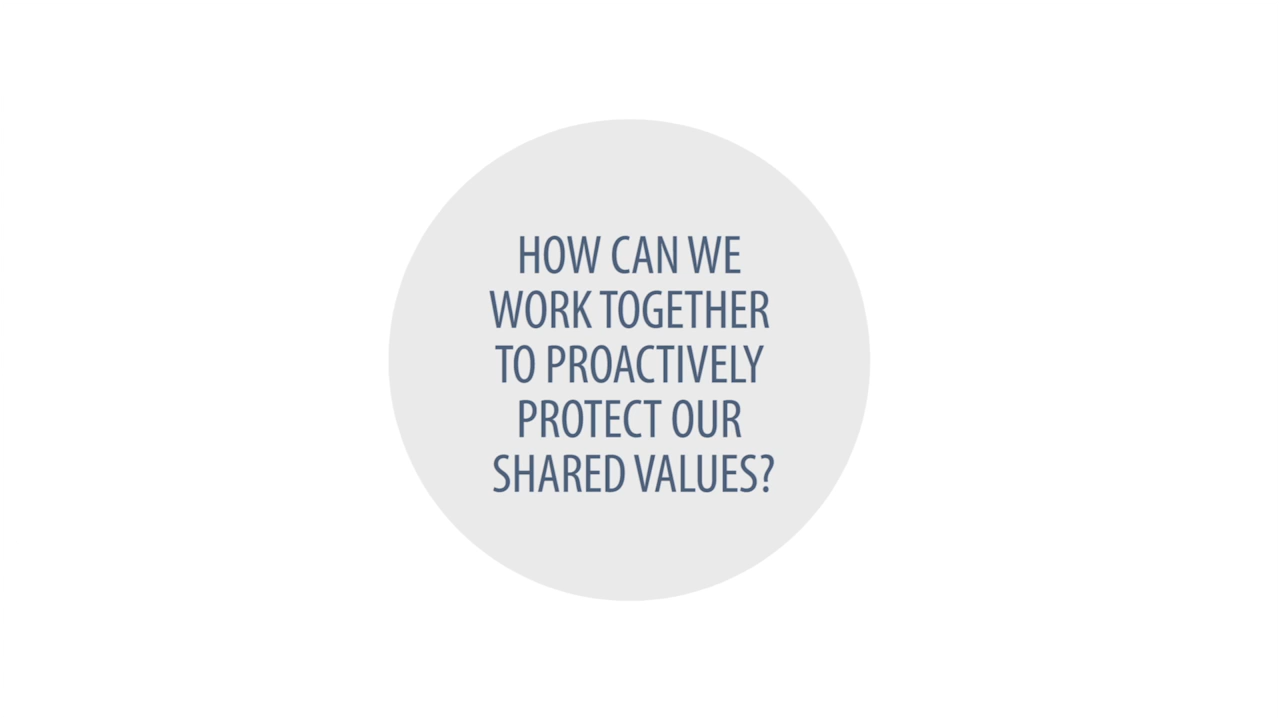 HOW CAN WE
WORK TOGETHER
TO PROACTIVELY
PROTECT OUR
SHARED VALUES?